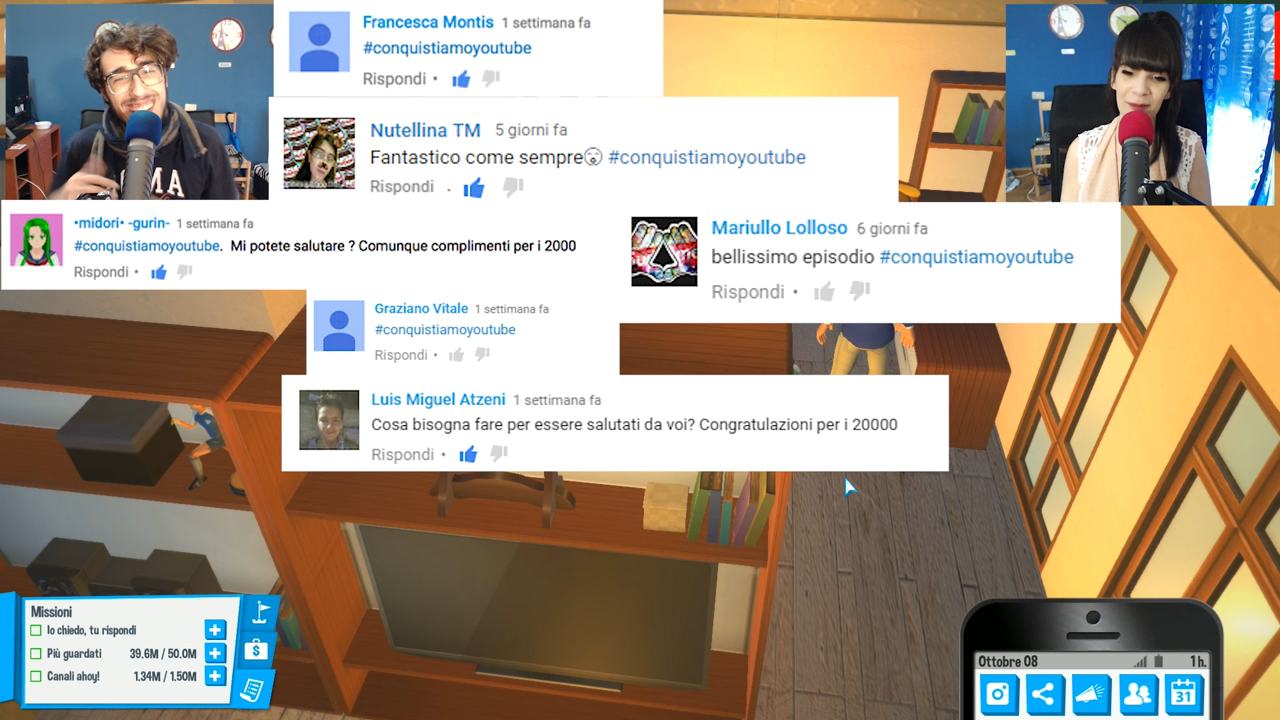 Francesca Montis 1 settimana fa
#conquistiamoyoutube
Rispondi •
Nutellina TM 5 giorni fa
Fantastico come sempre😮 #conquistiamoyoutube
Rispondi .
MA
•midori• -gurin- 1 settimana fa
#conquistiamoyoutube. Mi potete salutare ? Comunque complimenti per i 2000
Rispondi •
Mariullo Lolloso 6 giorni fa
bellissimo episodio #conquistiamoyoutube
Rispondi •
Graziano Vitale 1 settimana fa
#conquistiamoyoutube
Rispondi •
Luis Miguel Atzeni 1 settimana fa
Cosa bisogna fare per essere salutati da voi? Congratulazioni per i 20000
Rispondi •
Missioni
Io chiedo, tu rispondi
Più guardati 39.6M / 50.0M
Canali ahoy! 1.34M / 1.50M
Ottobre 08 1 h.
31